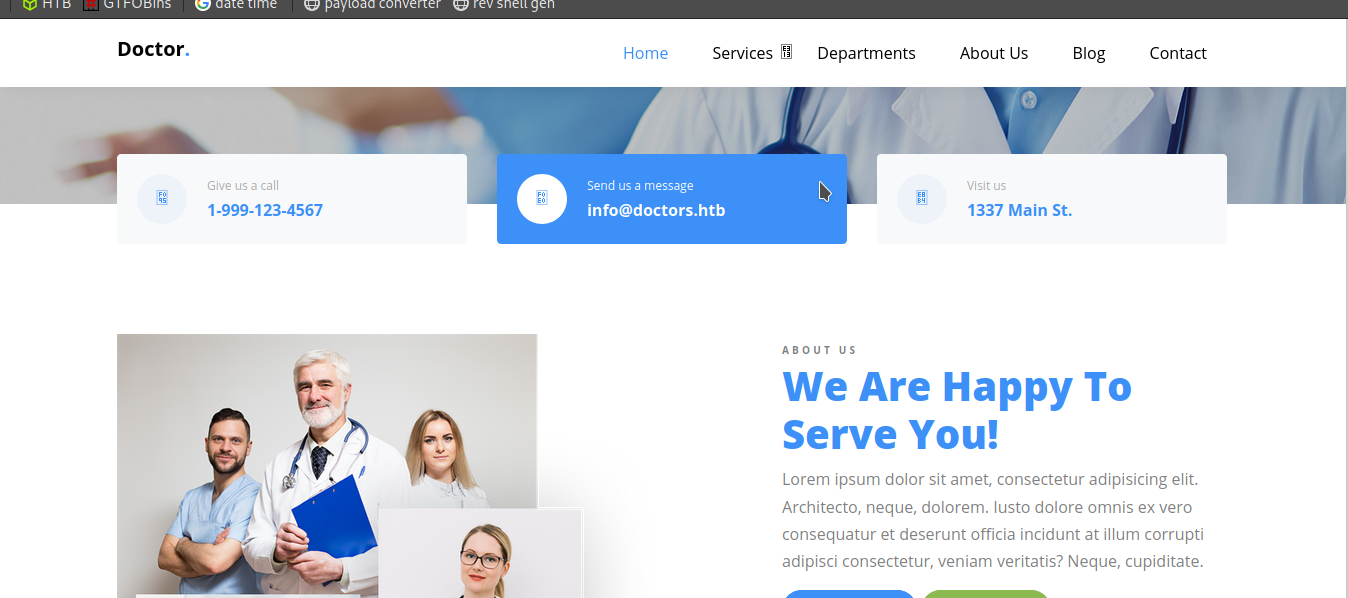 HTB GTFOBins date time payload converter rev shell gen
Doctor.
Home Services Departments About Us Blog Contact
Give us a call
1-999-123-4567
Send us a message
info@doctors.htb
Visit us
1337 Main St.
ABOUT US
We Are Happy To
Serve You!
Lorem ipsum dolor sit amet, consectetur adipisicing elit.
Architecto, neque, dolorem. Iusto dolore omnis ex vero
consequatur et deserunt officia incidunt at illum corrupti
adipisci consectetur, veniam veritatis? Neque, cupiditate.